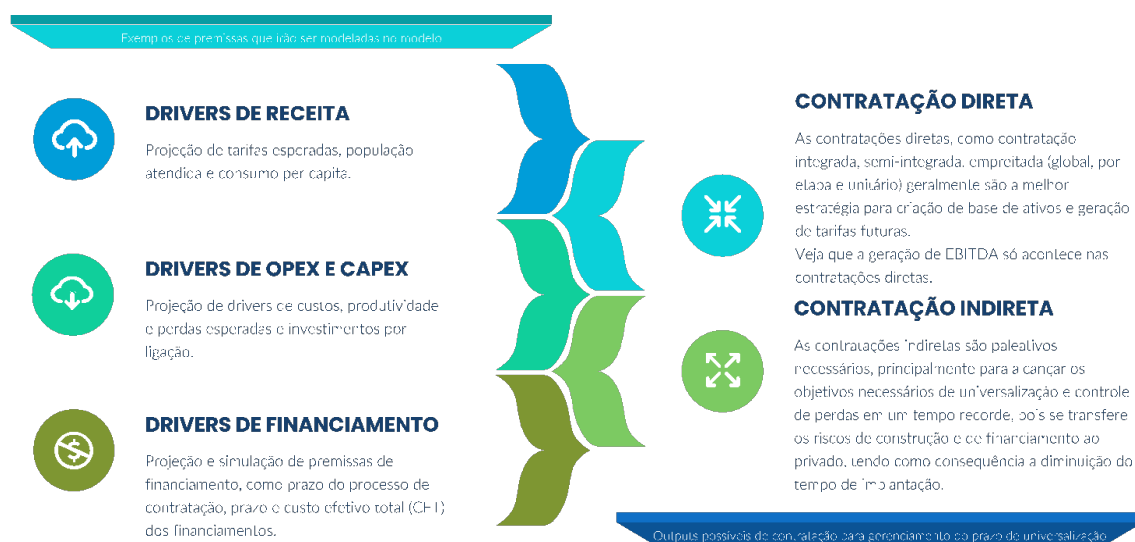 Exemplos de premissas que irão ser modeladas no modelo
DRIVERS DE RECEITA
Projeção de tarifas esperadas, população
atendida e consumo per capita.
DRIVERS DE OPEX E CAPEX
Projeção de drivers de custos, produtividade
e perdas esperadas e investimentos por
ligação.
DRIVERS DE FINANCIAMENTO
Projeção e simulação de premissas de
financiamento, como prazo do processo de
contratação, prazo e custo efetivo total (CET)
dos financiamentos.
CONTRATAÇÃO DIRETA
As contratações diretas, como contratação
integrada, semi-integrada, empreitada (global, por
etapa e unitário) geralmente são a melhor
estratégia para criação de base de ativos e geração
de tarifas futuras.
Veja que a geração de EBITDA só acontece nas
contratações diretas.
CONTRATAÇÃO INDIRETA
As contratações indiretas são paleativos
necessários, principalmente para alcançar os
objetivos necessários de universalização e controle
de perdas em um tempo recorde, pois se transfere
os riscos de construção e de financiamento ao
privado, tendo como consequência a diminuição do
tempo de implantação.
Outputs possíveis de contratação para gerenciamento do prazo de universalização